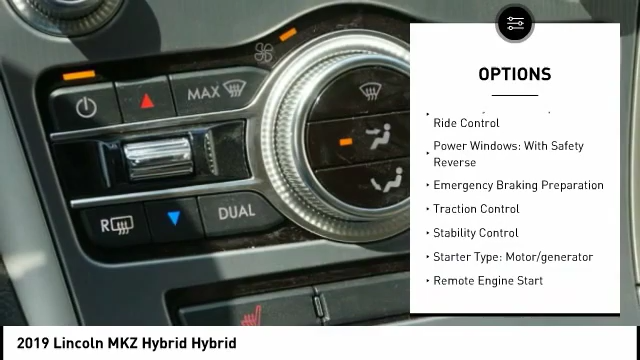 MAX
R
DUAL
OPTIONS
Ride Control
Power Windows: With Safety
Reverse
Emergency Braking Preparation
Traction Control
Stability Control
Starter Type: Motor/generator
Remote Engine Start
2019 Lincoln MKZ Hybrid Hybrid